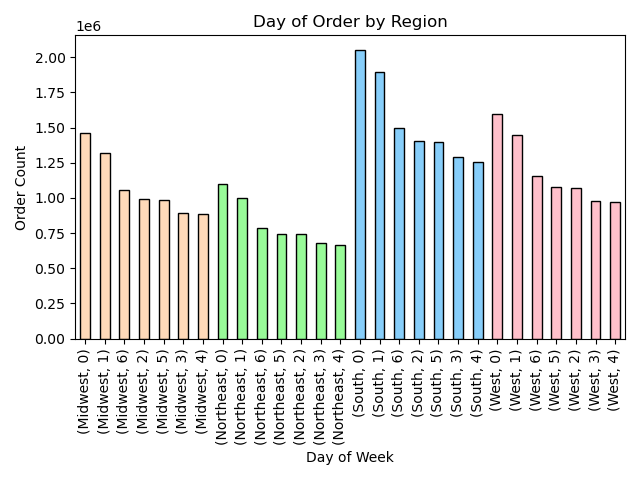 Day of Order by Region
1e6
2.00
1.75
1.50
1.25
1.00
0.75
0.50
0.25
0.00
Order Count
(Midwest, 0)
(Midwest, 1)
(Midwest, 6)
(Midwest, 2)
(Midwest, 5)
(Midwest, 3)
(Midwest, 4)
(Northeast, 0)
(Northeast, 1)
(Northeast, 6)
(Northeast, 5)
(Northeast, 2)
(Northeast, 3)
(Northeast, 4)
(South, 0)
(South, 1)
(South, 6)
(South, 2)
(South, 5)
(South, 3)
(South, 4)
(West, 0)
(West, 1)
(West, 6)
(West, 5)
(West, 2)
(West, 3)
(West, 4)
Day of Week